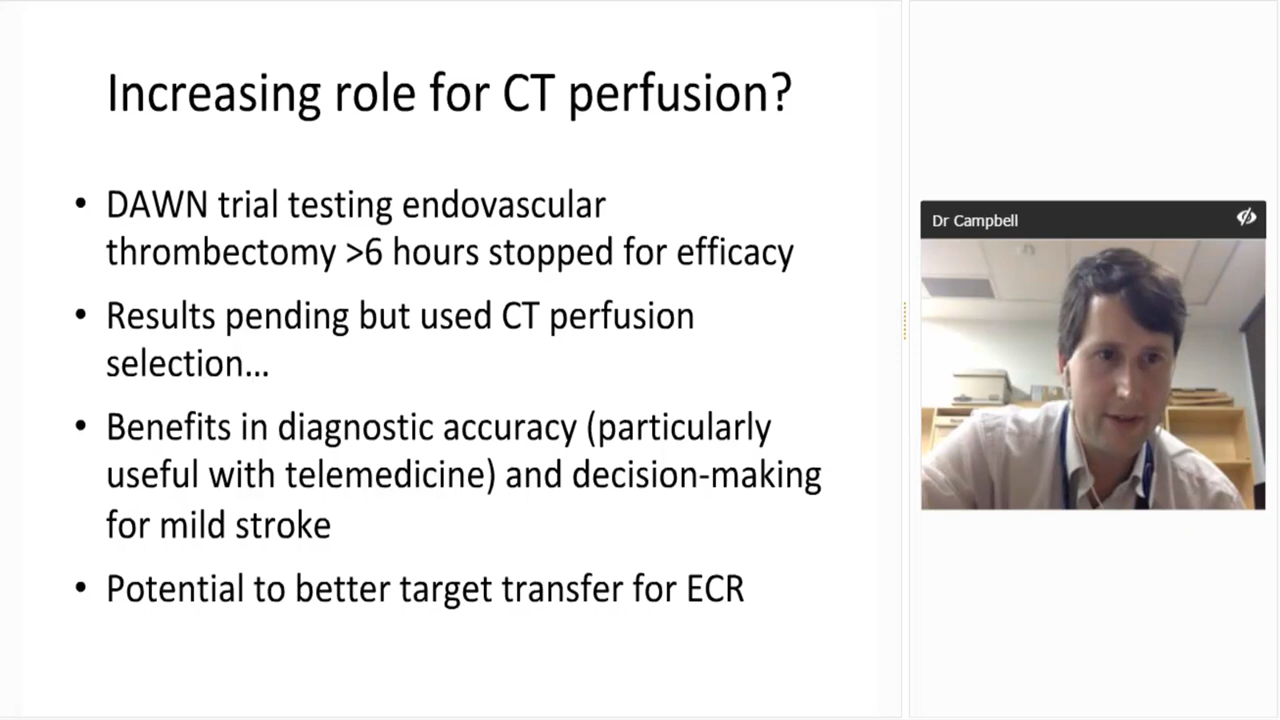 Increasing role for CT perfusion?
• DAWN trial testing endovascular
thrombectomy >6 hours stopped for efficacy
• Results pending but used CT perfusion
selection...
• Benefits in diagnostic accuracy (particularly
useful with telemedicine) and decision-making
for mild stroke
• Potential to better target transfer for ECR
Dr Campbell